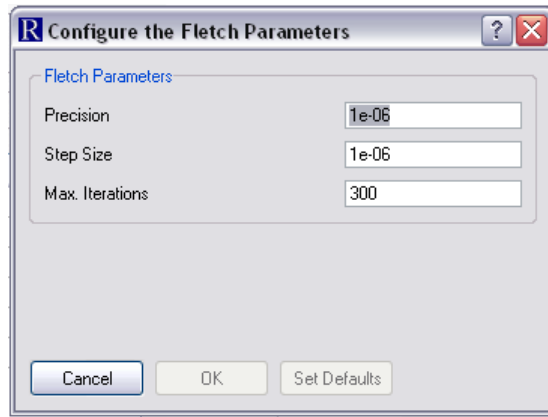 R Configure the Fletch Parameters ?
Fletch Parameters
Precision 1e-06
Step Size 1e-06
Max. Iterations 300
Cancel OK Set Defaults